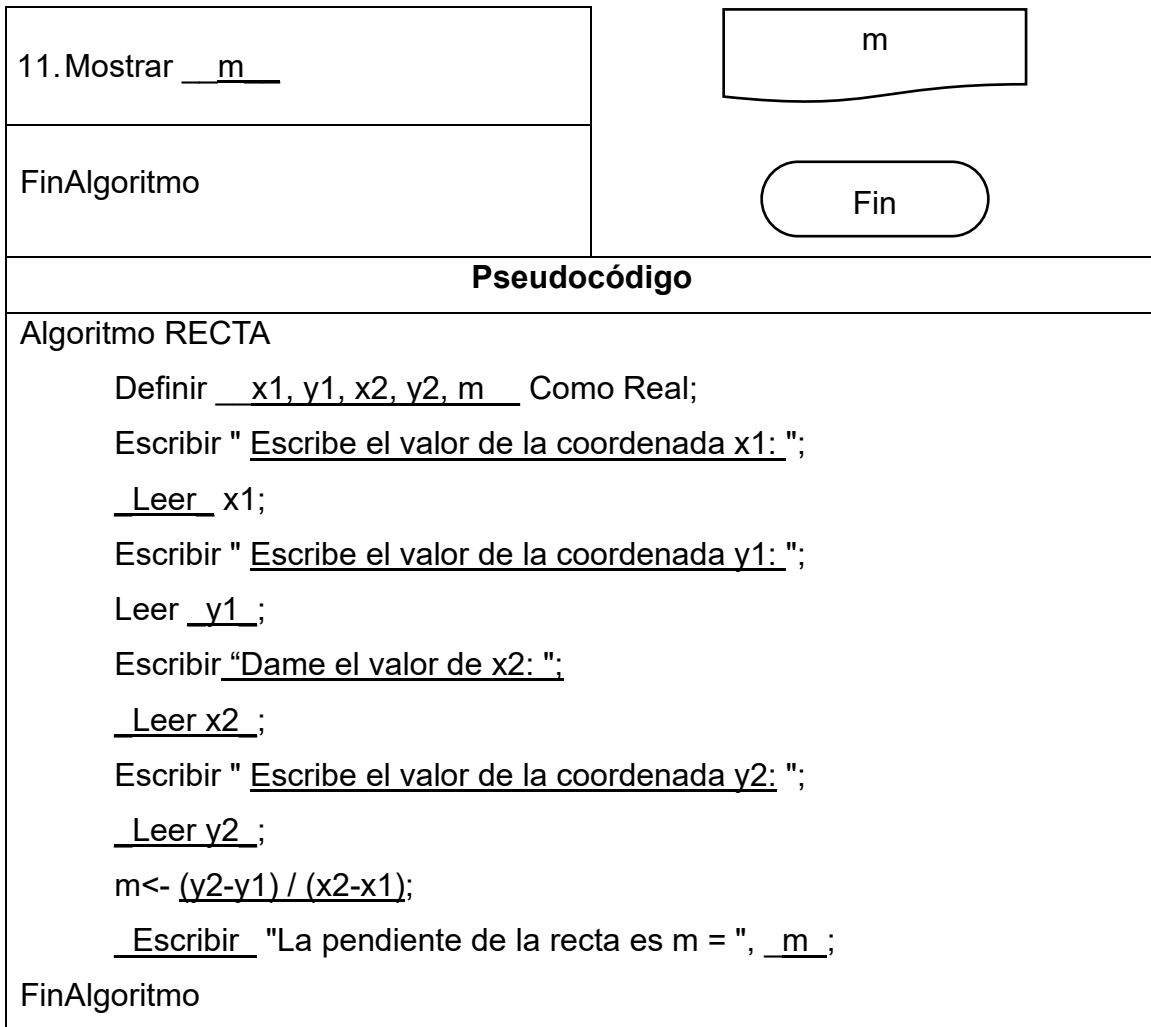 11.Mostrar __m__
m
FinAlgoritmo
Fin
Pseudocódigo
Algoritmo RECTA
Definir __x1, y1, x2, y2, m__ Como Real;
Escribir " Escribe el valor de la coordenada x1: ";
_Leer_ x1;
Escribir " Escribe el valor de la coordenada y1: ";
Leer _y1_;
Escribir “Dame el valor de x2: ";
_Leer x2_;
Escribir " Escribe el valor de la coordenada y2: ";
_Leer y2_;
m<- (y2-y1) / (x2-x1);
_Escribir_ "La pendiente de la recta es m = ", _m_;
FinAlgoritmo